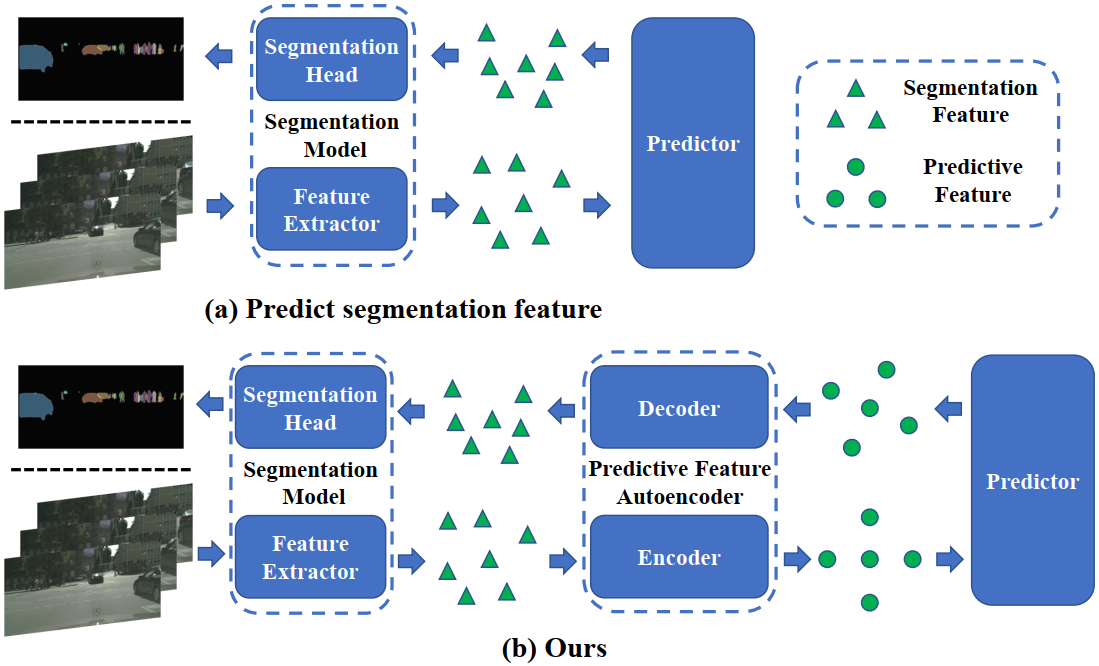 Segmentation
Head
Segmentation
Model
Feature
Extractor
Predictor
Segmentation
Feature
Predictive
Feature
(a) Predict segmentation feature
Segmentation
Head
Segmentation
Model
Feature
Extractor
Decoder
Predictive Feature
Autoencoder
Encoder
Predictor
(b) Ours